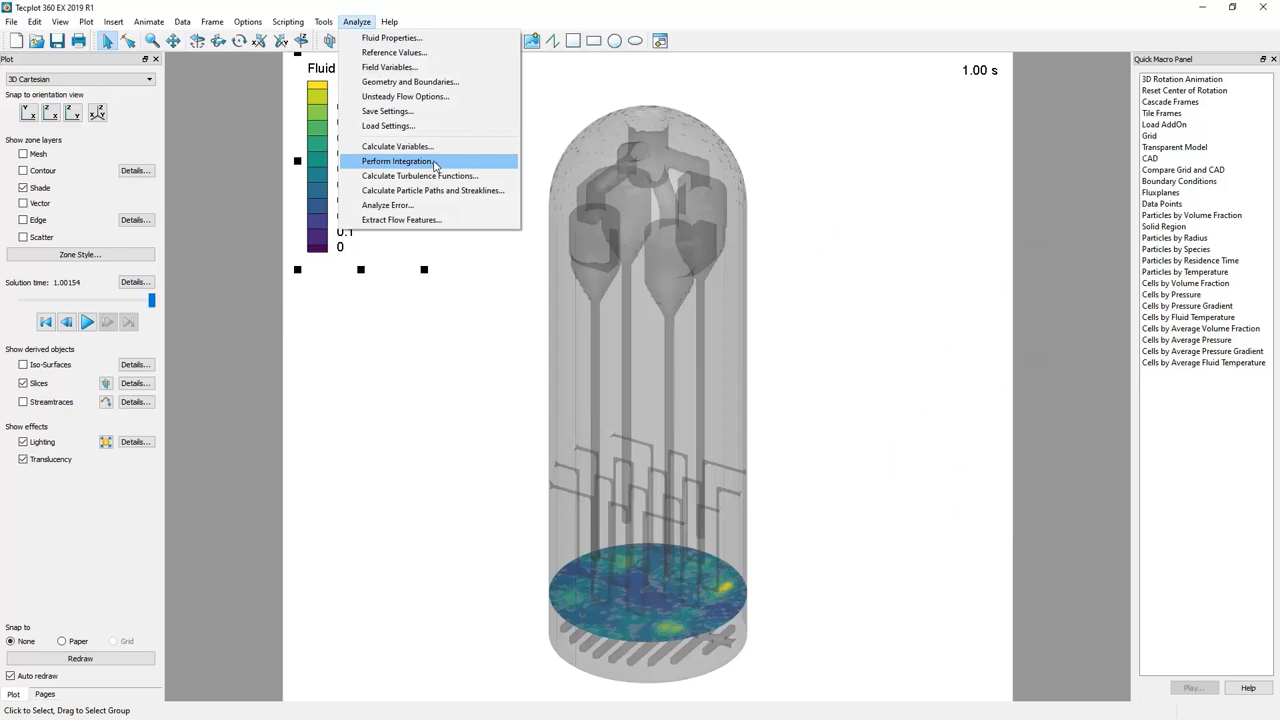 Tecplot 360 EX 2019 R1
File Edit View Plot Insert Animate Data Frame Options Scripting Tools Analyze Help
Plot
3D Cartesian
Snap to orientation view
Show zone layers
Mesh
Contour Details...
Shade
Vector
Edge Details...
Scatter
Zone Style...
Solution time: 1.00154 Details...
Show derived objects
Iso-Surfaces Details...
Slices Details...
Streamtraces Details...
Show effects
Lighting Details...
Translucency
Snap to
None Paper Grid
Redraw
Auto redraw
Plot Pages
Click to Select, Drag to Select Group
Fluid Properties...
Reference Values...
Field Variables...
Geometry and Boundaries...
Unsteady Flow Options...
Save Settings...
Load Settings...
Calculate Variables...
Perform Integration...
Calculate Turbulence Functions...
Calculate Particle Paths and Streaklines...
Analyze Error...
Extract Flow Features...
Fluid
0.1
0
1.00 s
Quick Macro Panel
3D Rotation Animation
Reset Center of Rotation
Cascade Frames
Tile Frames
Load AddOn
Transparent Model
Grid
CAD
Compare Grid and CAD
Boundary Conditions
Fluxplanes
Data Points
Particles by Volume Fraction
Solid Region
Particles by Radius
Particles by Species
Particles by Residence Time
Particles by Temperature
Cells by Volume Fraction
Cells by Pressure
Cells by Pressure Gradient
Cells by Fluid Temperature
Cells by Average Volume Fraction
Cells by Average Pressure
Cells by Average Pressure Gradient
Cells by Average Fluid Temperature
Play... Help